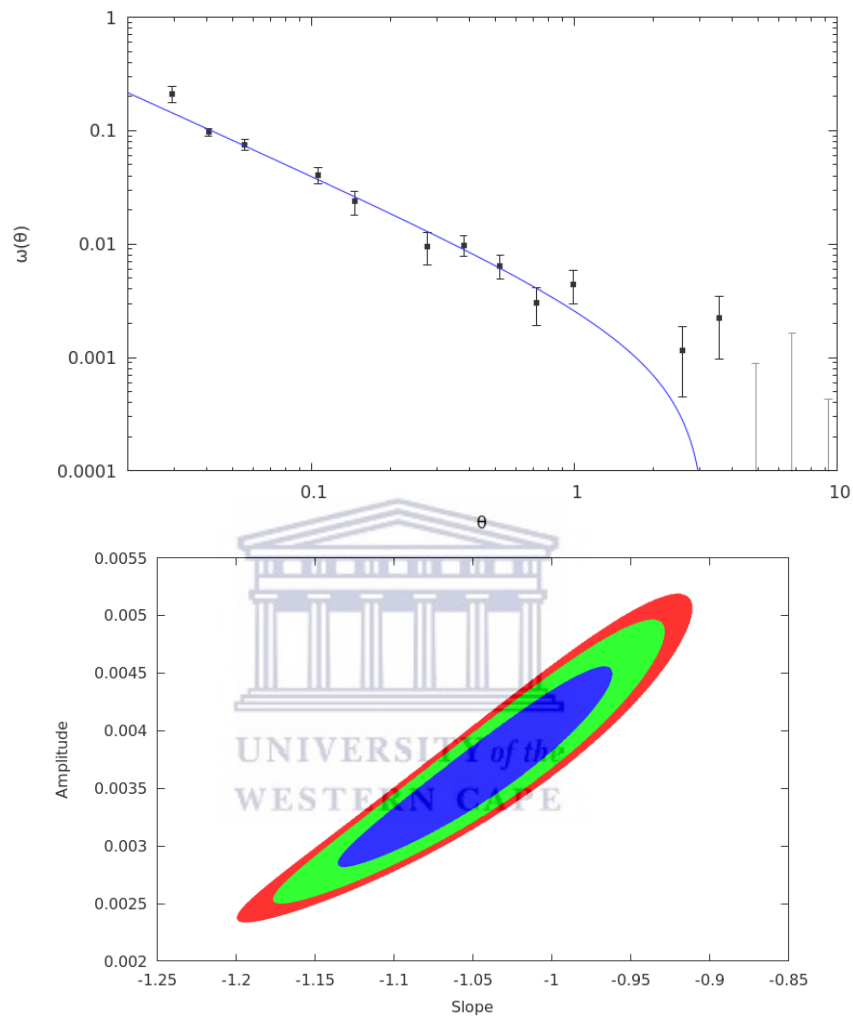 1
0.1
0.01
0.001
0.0001
ω(θ)
0.1 1 10
θ
0.0055
0.005
0.0045
0.004
0.0035
0.003
0.0025
0.002
Amplitude
UNIVERSITY of the
WESTERN CAPE
-1.25 -1.2 -1.15 -1.1 -1.05 -1 -0.95 -0.9 -0.85
Slope